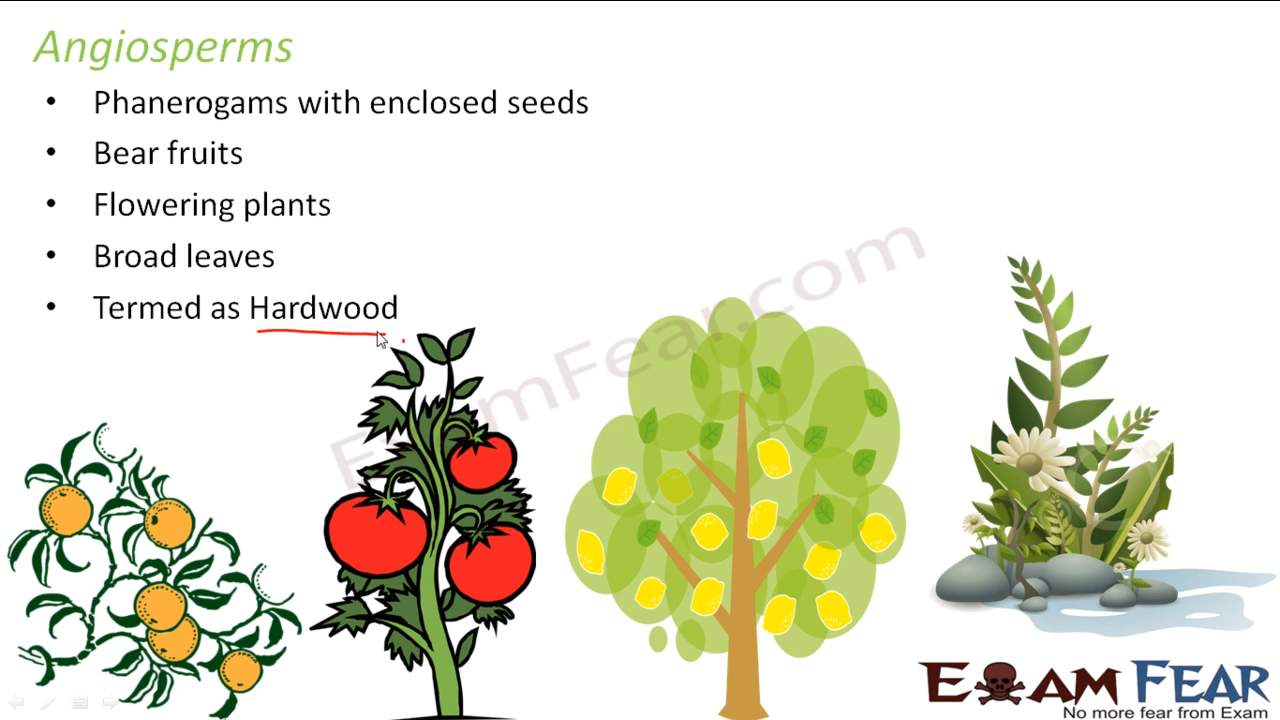 Angiosperms
• Phanerogams with enclosed seeds
• Bear fruits
• Flowering plants
• Broad leaves
• Termed as Hardwood
ExamFear.com
EXAM FEAR
No more fear from Exam